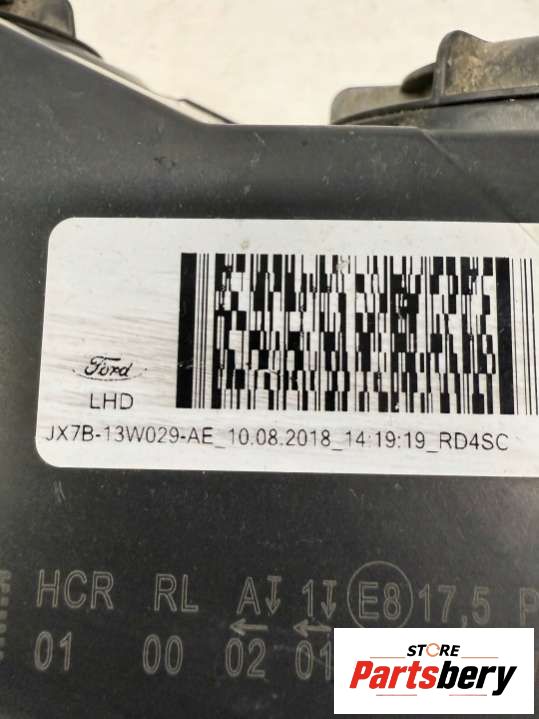 Ford
LHD
JX7B-13W029-AE_10.08.2018_14:19:19_RD4SC
HCR RL A 1 E8 17,5 P
01 00 02 01
STORE
Partsbery